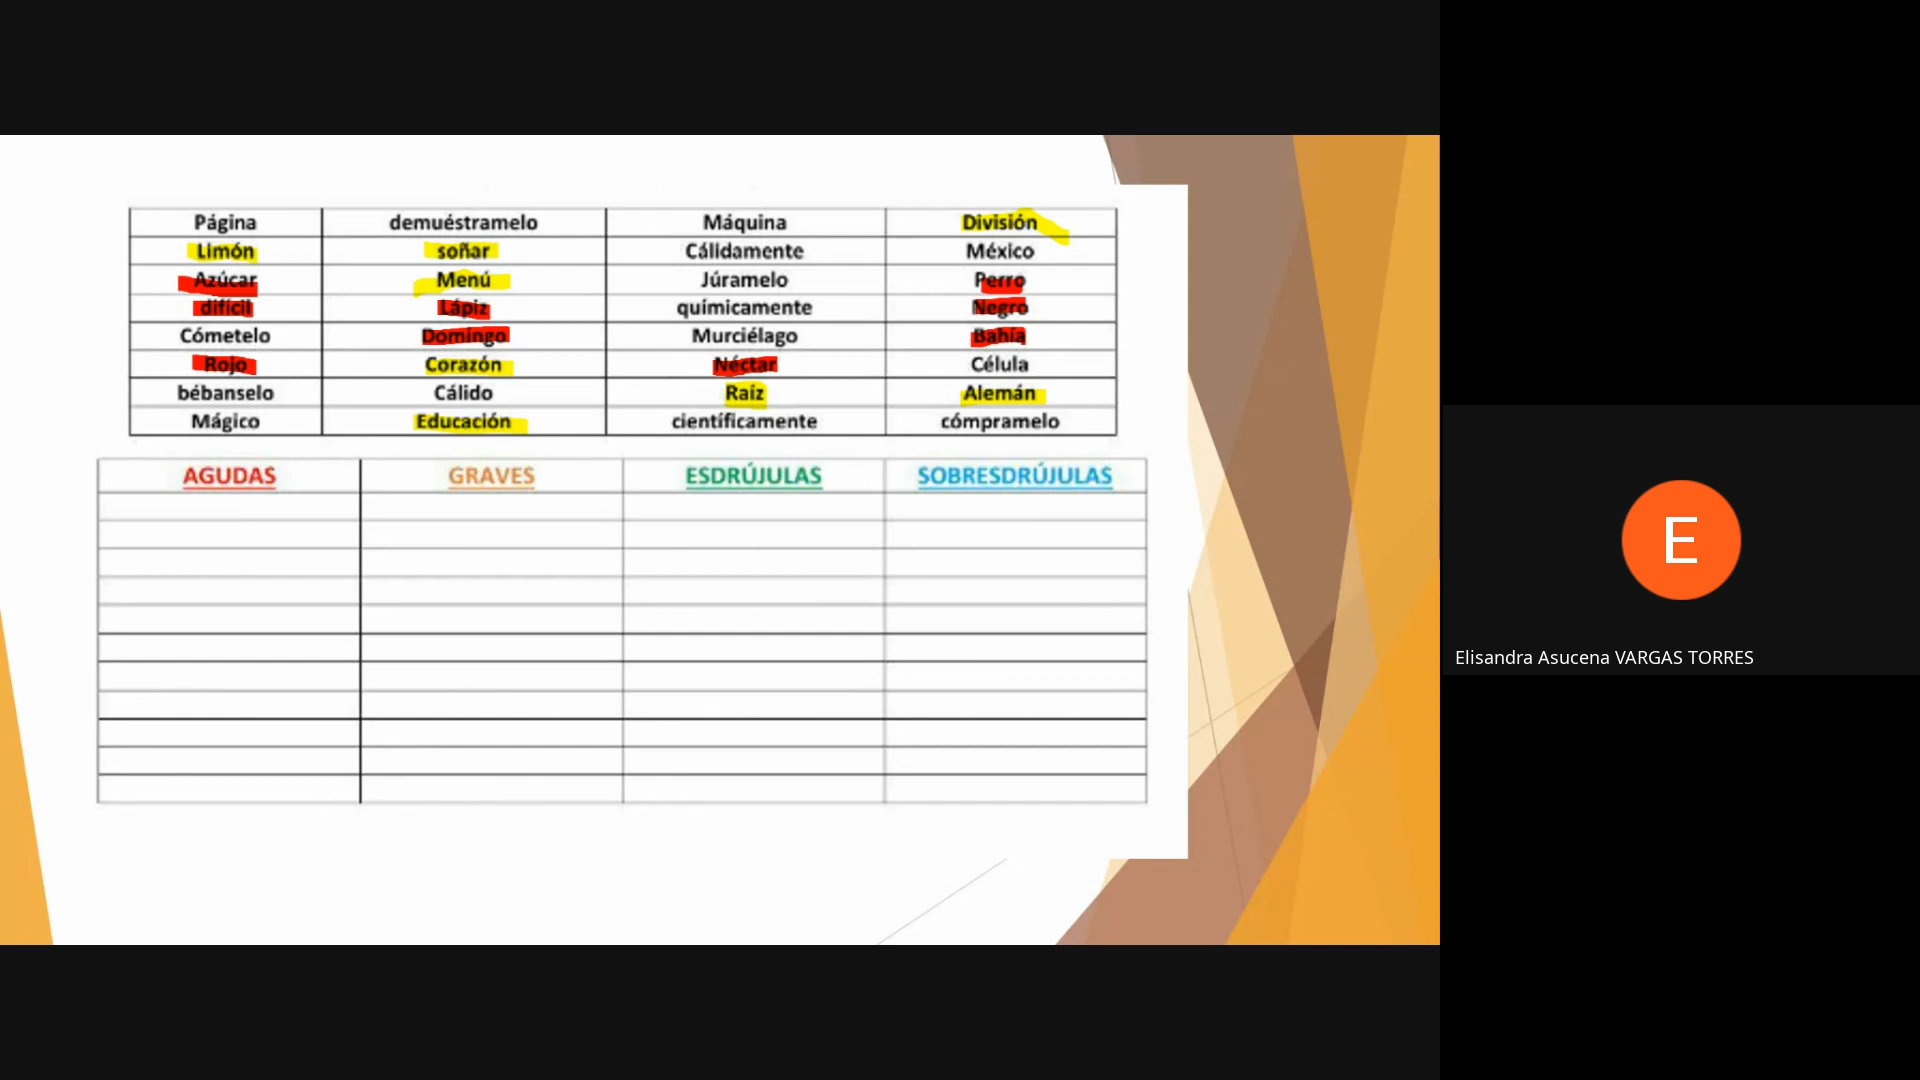 Página demuéstramelo Máquina División
Limón soñar Cálidamente México
Azúcar Menú Júramelo Perro
difícil Lápiz químicamente Negro
Cómetelo Domingo Murciélago Bahía
Rojo Corazón Néctar Célula
bébanselo Cálido Raíz Alemán
Mágico Educación científicamente cómpramelo
AGUDAS GRAVES ESDRÚJULAS SOBRESDRÚJULAS
E
Elisandra Asucena VARGAS TORRES